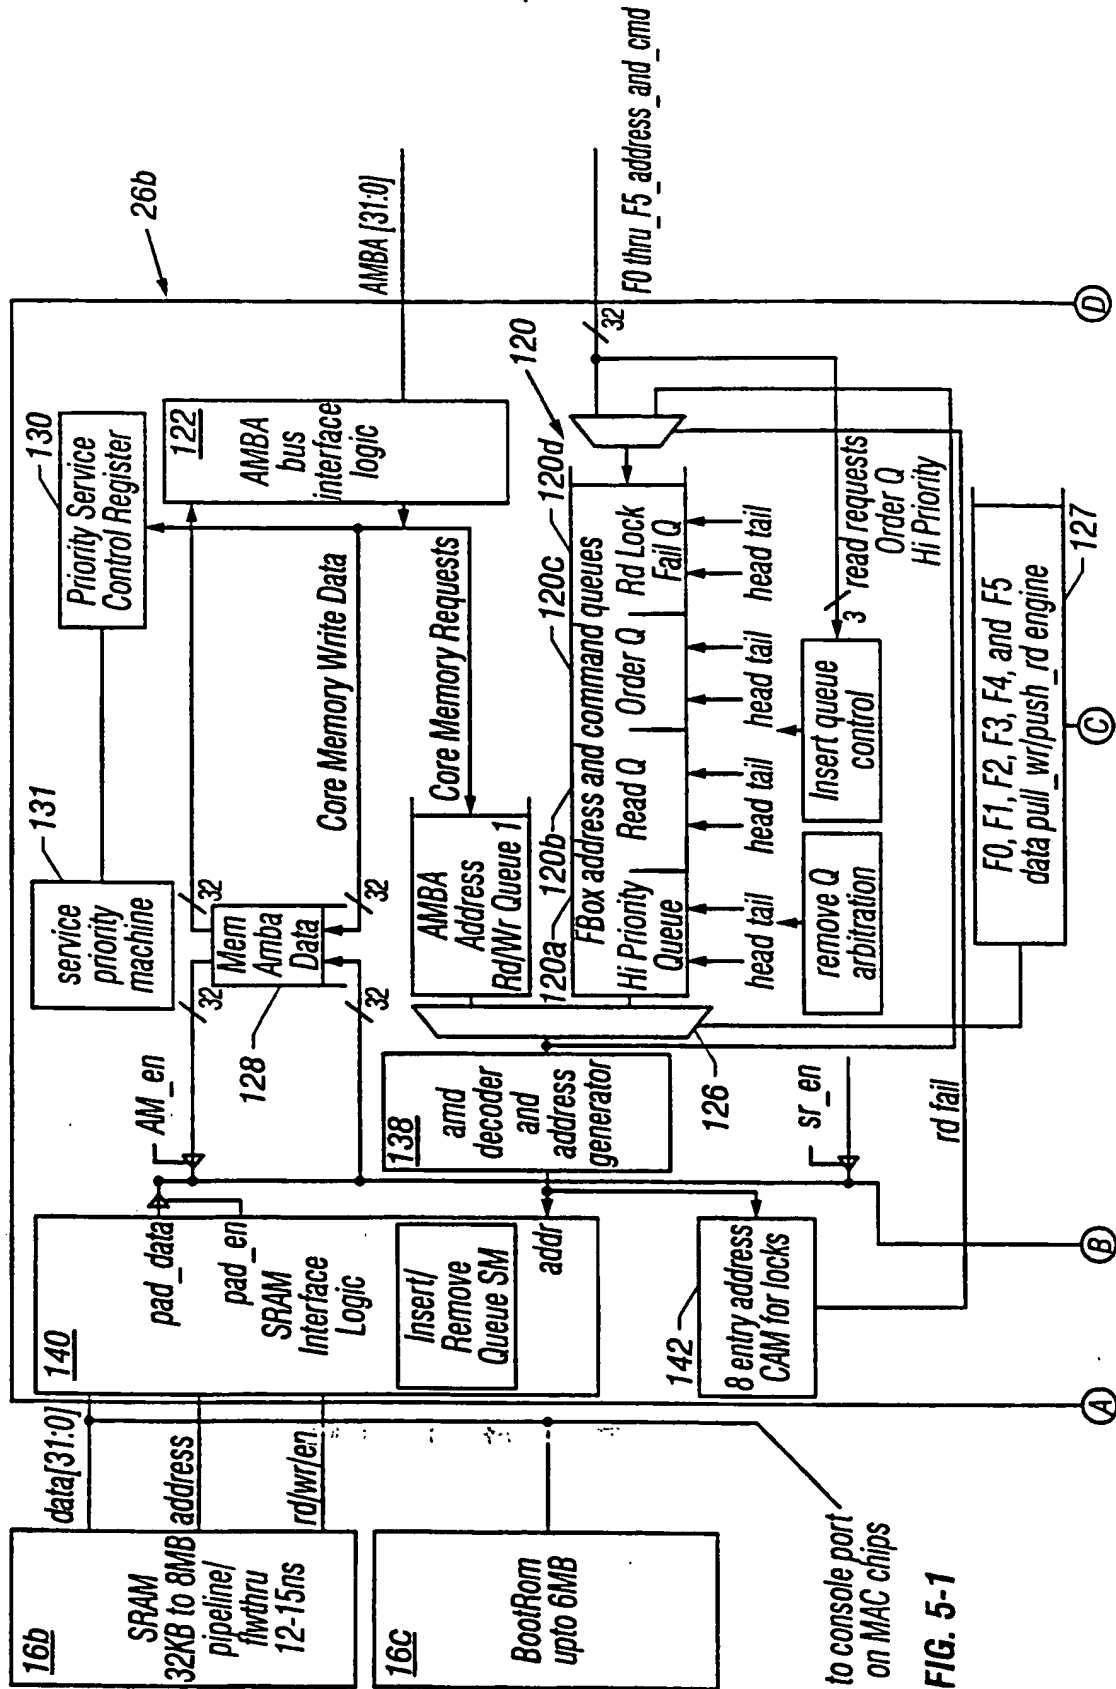 16b
SRAM
32KB to 8MB
pipeline/
flwthru
12-15ns
data[31:0]
address
rd/wr/en
16c
BootRom
upto 6MB
to console port
on MAC chips
FIG. 5-1
140
pad_data
pad_en
SRAM
Interface
Logic
Insert/
Remove
Queue SM
addr
142
8 entry address
CAM for locks
AM_en
sr_en
rd fail
138
amd
decoder
and
address
generator
131
service
priority
machine
130
Priority Service
Control Register
32
32
Mem
Amba
Data
32
32
128
Core Memory Write Data
Core Memory Requests
122
AMBA
bus
interface
logic
AMBA [31:0]
26b
AMBA
Address
Rd/Wr Queue 1
126
120a
120b
120c
120d
120
FBox address and command queues
Hi Priority
Queue
Read Q
Order Q
Rd Lock
Fail Q
head tail
head tail
head tail
head tail
remove Q
arbitration
Insert queue
control
32
F0 thru_F5_address_and_cmd
3
read requests
Order Q
Hi Priority
F0, F1, F2, F3, F4, and F5
data pull_wr/push_rd engine
127
A
B
C
D